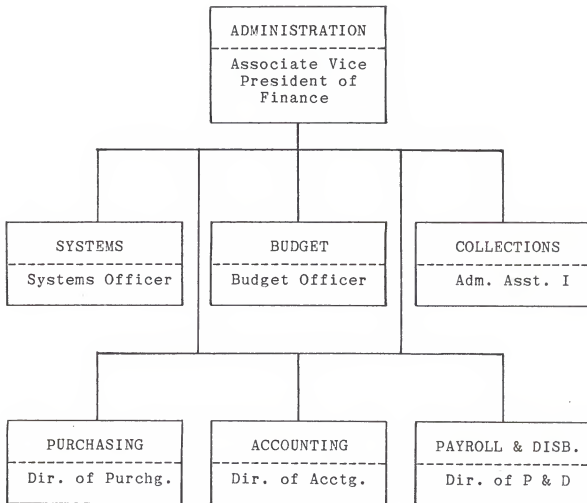 ADMINISTRATION
Associate Vice
President of
Finance
SYSTEMS
Systems Officer
BUDGET
Budget Officer
COLLECTIONS
Adm. Asst. I
PURCHASING
Dir. of Purchg.
ACCOUNTING
Dir. of Acctg.
PAYROLL & DISB.
Dir. of P & D